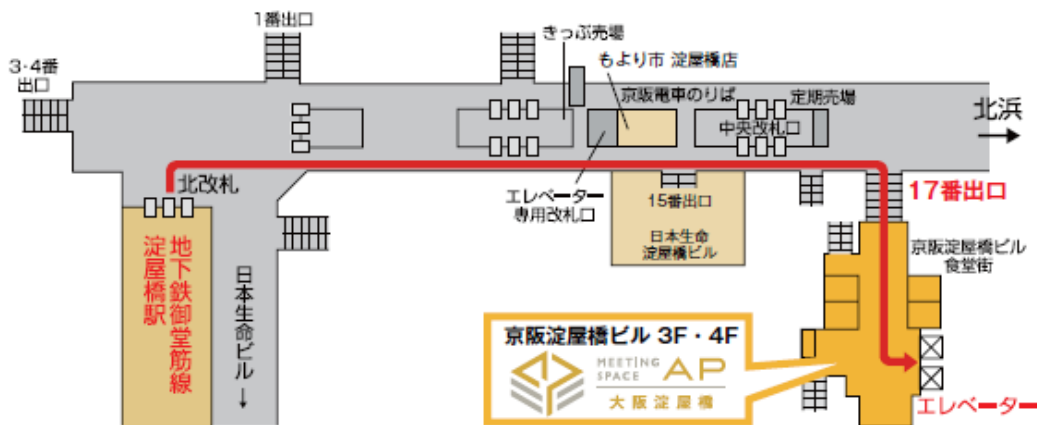 1番出口
きっぷ売場
もより市 淀屋橋店
3・4番
出口
京阪電車のりば
定期売場
中央改札口
北浜
北改札
エレベーター
専用改札口
15番出口
日本生命
淀屋橋ビル
17番出口
京阪淀屋橋ビル
食堂街
地下鉄御堂筋線
淀屋橋駅
日本生命ビル→
京阪淀屋橋ビル 3F・4F
MEETING
SPACE AP
大阪淀屋橋
エレベーター